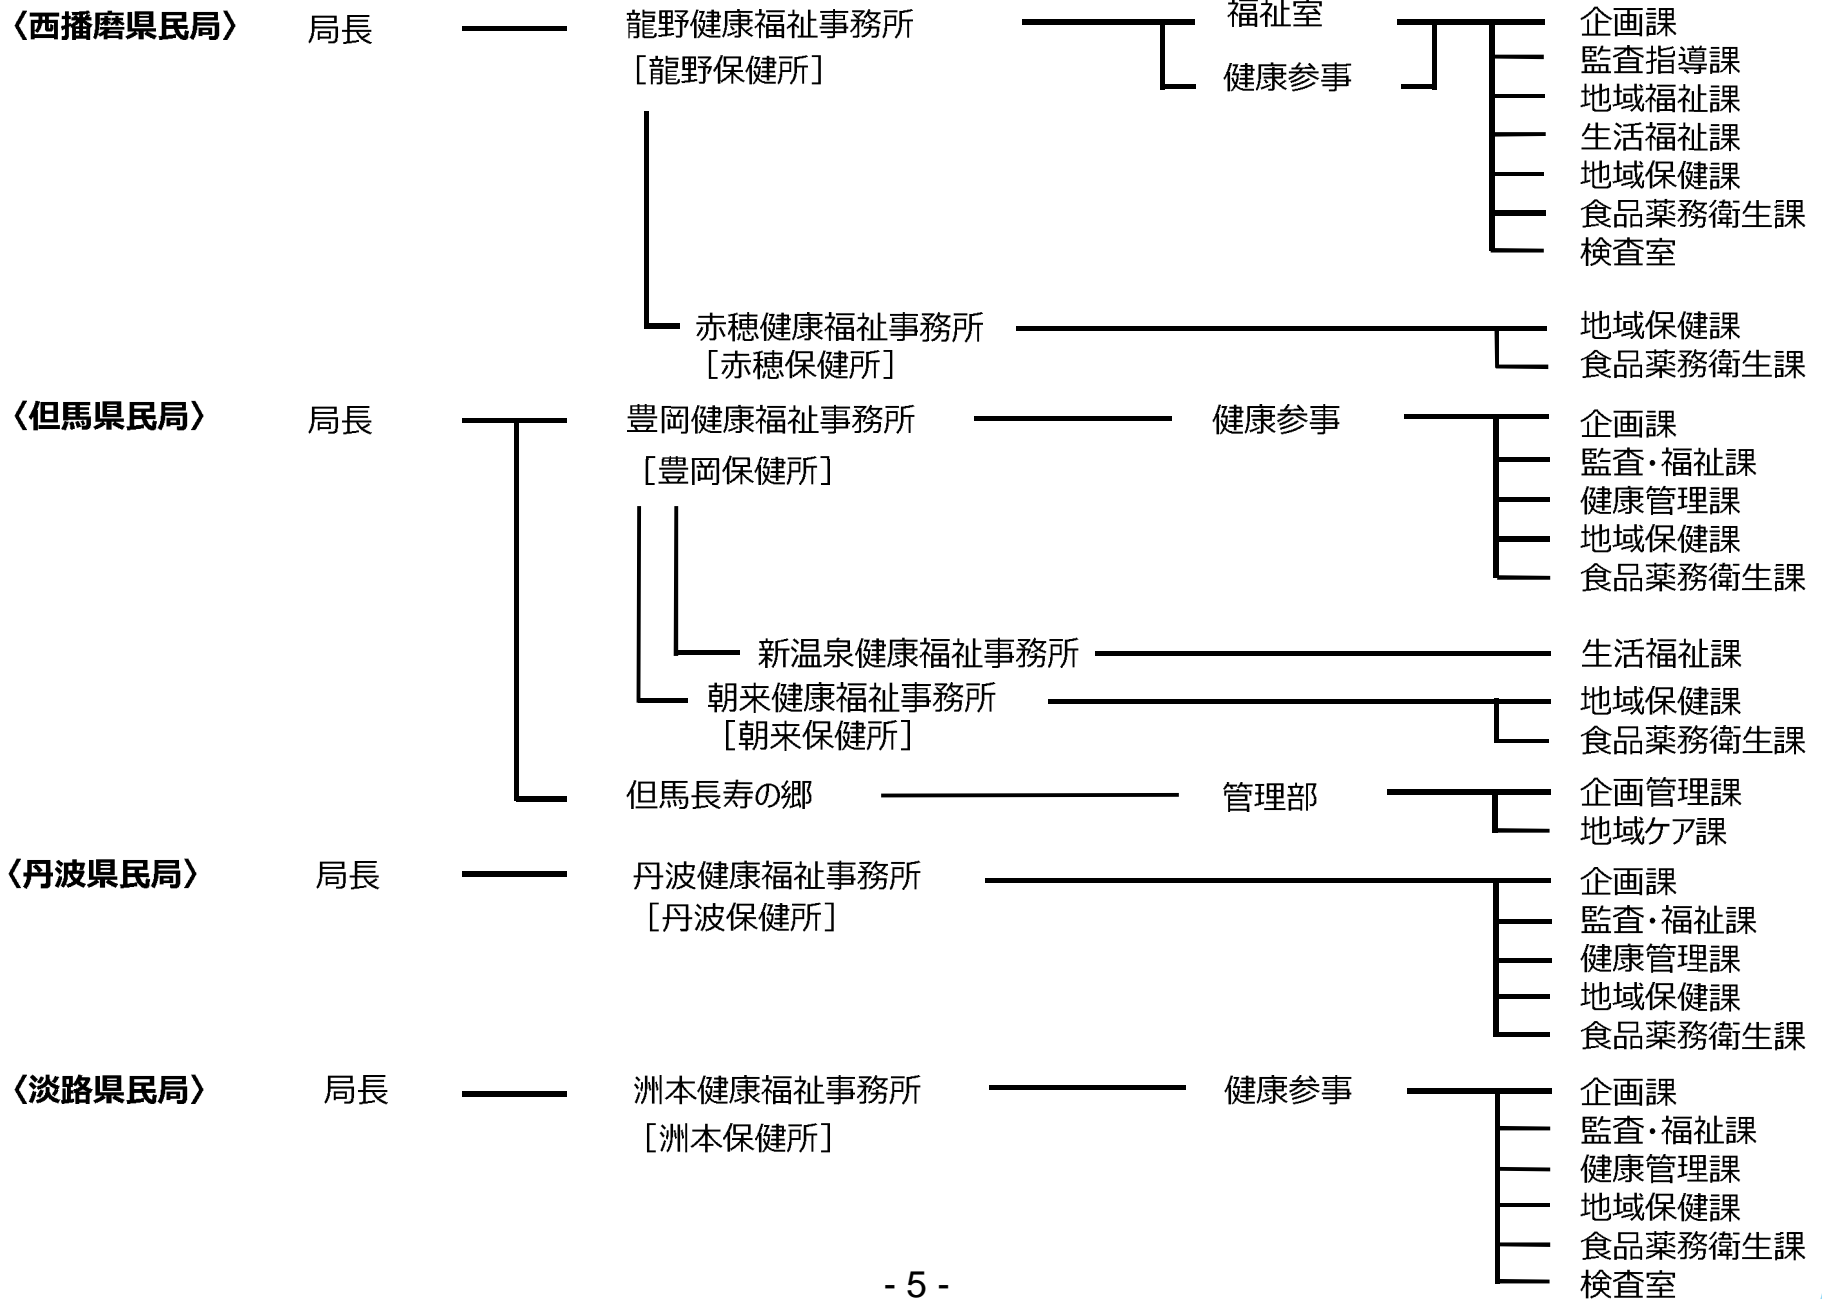 〈西播磨県民局〉 局長 龍野健康福祉事務所 福祉室 企画課
[龍野保健所] 健康参事 監査指導課
地域福祉課
生活福祉課
地域保健課
食品薬務衛生課
検査室
赤穂健康福祉事務所 地域保健課
[赤穂保健所] 食品薬務衛生課
〈但馬県民局〉 局長 豊岡健康福祉事務所 健康参事 企画課
[豊岡保健所] 監査・福祉課
健康管理課
地域保健課
食品薬務衛生課
新温泉健康福祉事務所 生活福祉課
朝来健康福祉事務所 地域保健課
[朝来保健所] 食品薬務衛生課
但馬長寿の郷 管理部 企画管理課
地域ケア課
〈丹波県民局〉 局長 丹波健康福祉事務所 企画課
[丹波保健所] 監査・福祉課
健康管理課
地域保健課
食品薬務衛生課
〈淡路県民局〉 局長 洲本健康福祉事務所 健康参事 企画課
[洲本保健所] 監査・福祉課
健康管理課
地域保健課
食品薬務衛生課
検査室
- 5 -